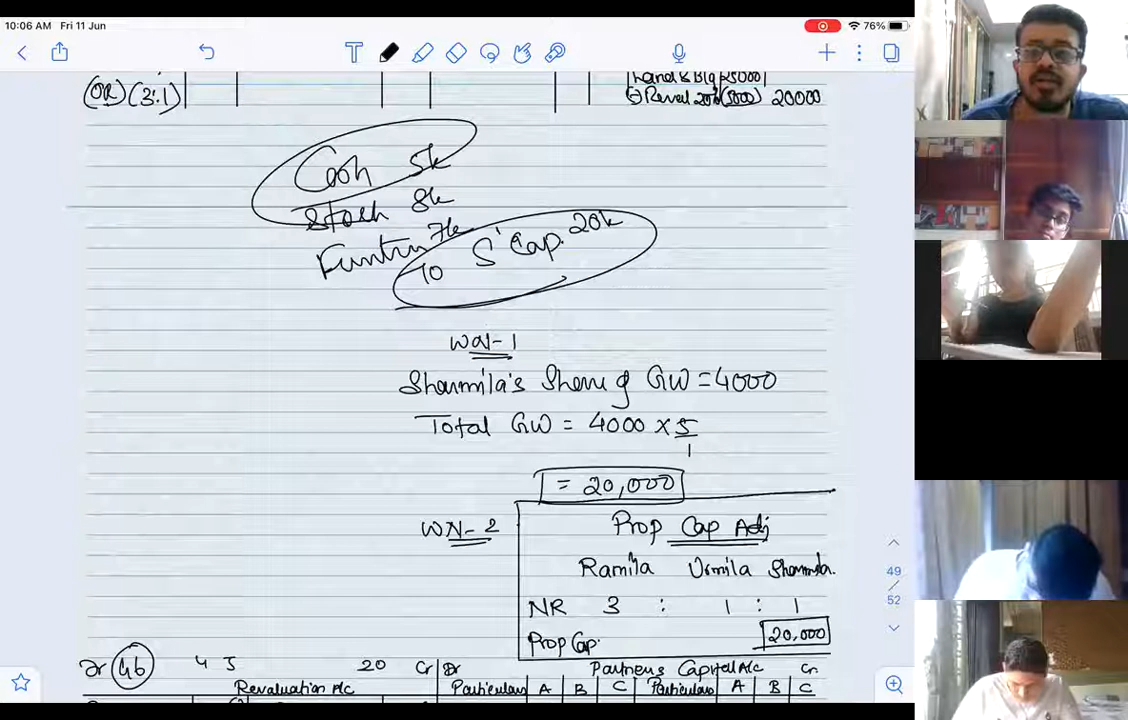 10:06 AM Fri 11 Jun
76%
Land & Blg 25000
(OR) (3:1)
(-) Reval 20% (5000) 20000
Cash 5k
Stock 8k
Furntrn 7k
To S' Cap. 20k
WN-1
Sharmila's Share of GW = 4000
Total GW = 4000 × 5
1
= 20,000
WN-2
Prop Cap Adj
Ramila Urmila Sharmila.
NR 3 : 1 : 1
Prop Cap. 20,000
49
/
52
Dr 46 4 J 20 Cr Dr Partners Capital A/c Cr
Revaluation A/c Particulars A B C Particulars A B C